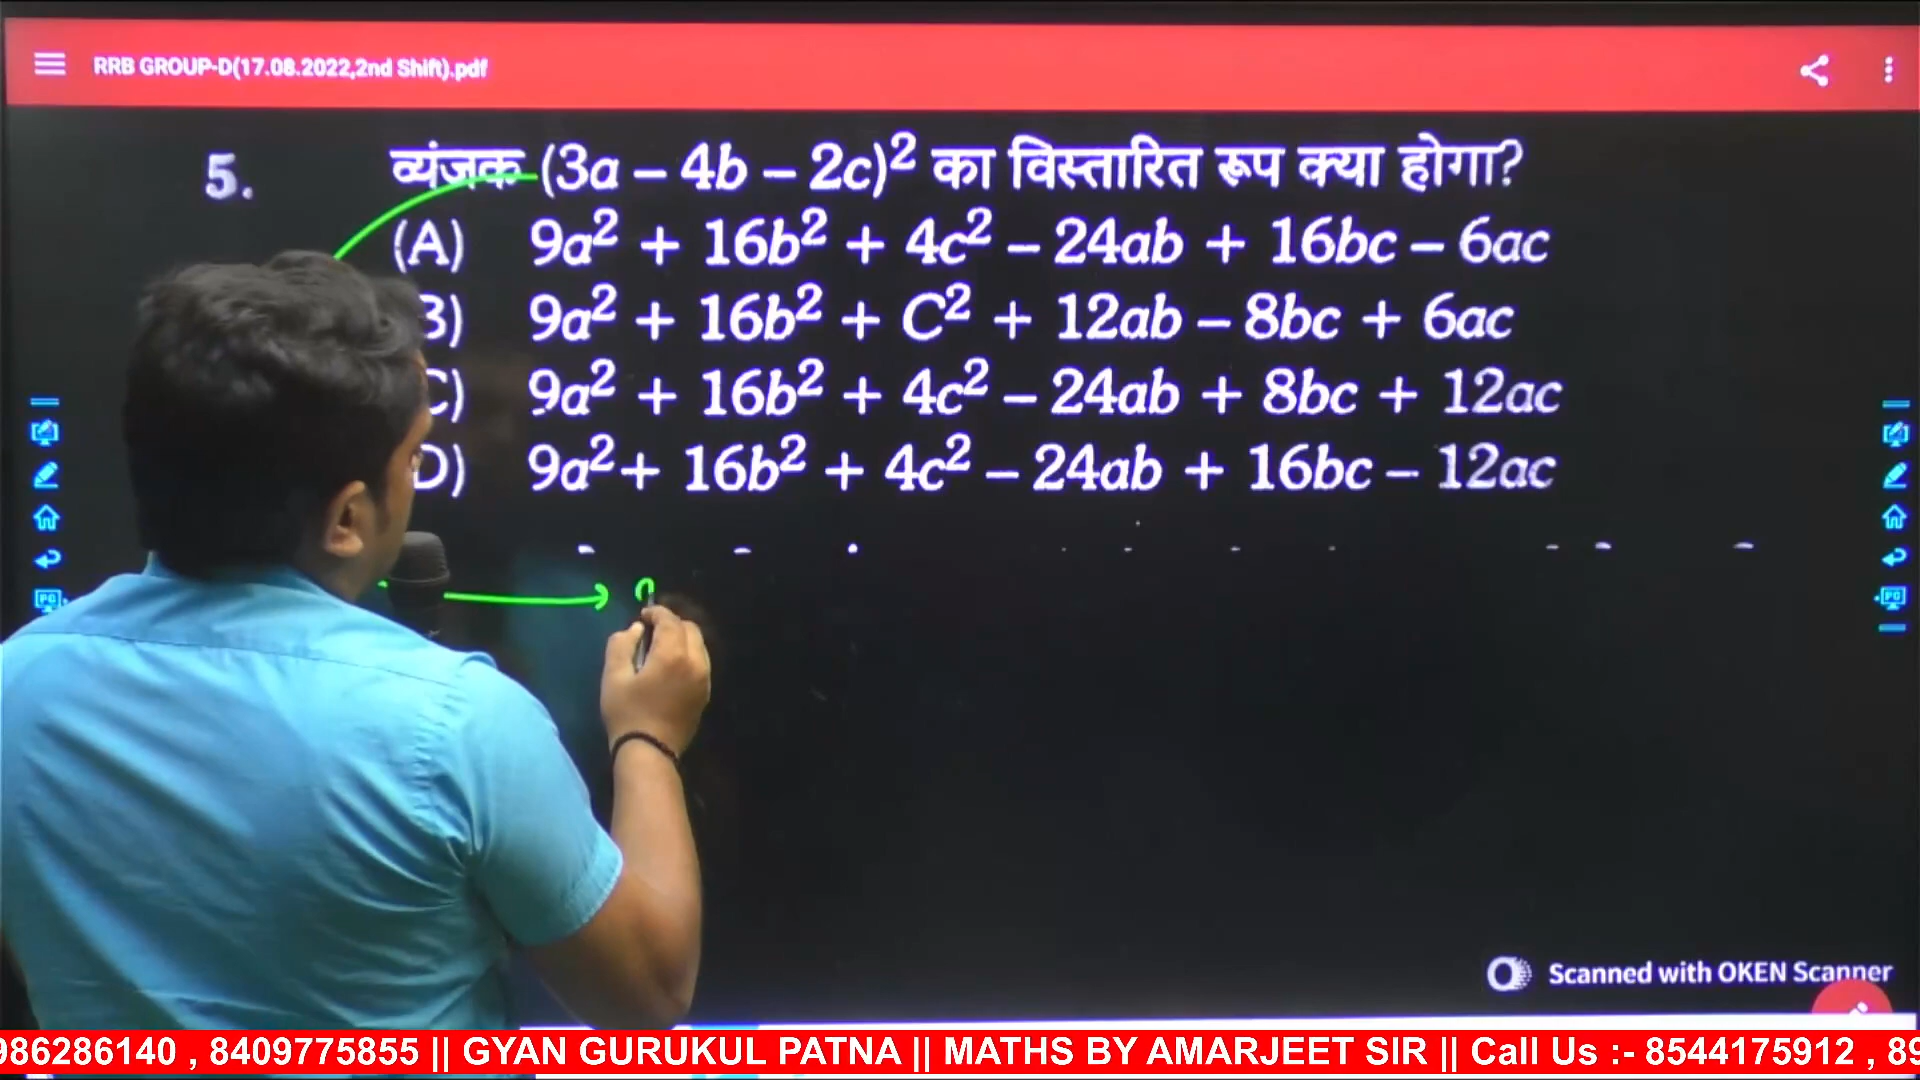 RRB GROUP-D(17.08.2022,2nd Shift).pdf
5. व्यंजक (3a – 4b – 2c)² का विस्तारित रूप क्या होगा?
(A) 9a² + 16b² + 4c² – 24ab + 16bc – 6ac
B) 9a² + 16b² + C² + 12ab – 8bc + 6ac
C) 9a² + 16b² + 4c² – 24ab + 8bc + 12ac
D) 9a²+ 16b² + 4c² – 24ab + 16bc – 12ac
Scanned with OKEN Scanner
986286140 , 8409775855 || GYAN GURUKUL PATNA || MATHS BY AMARJEET SIR || Call Us :- 8544175912 , 89